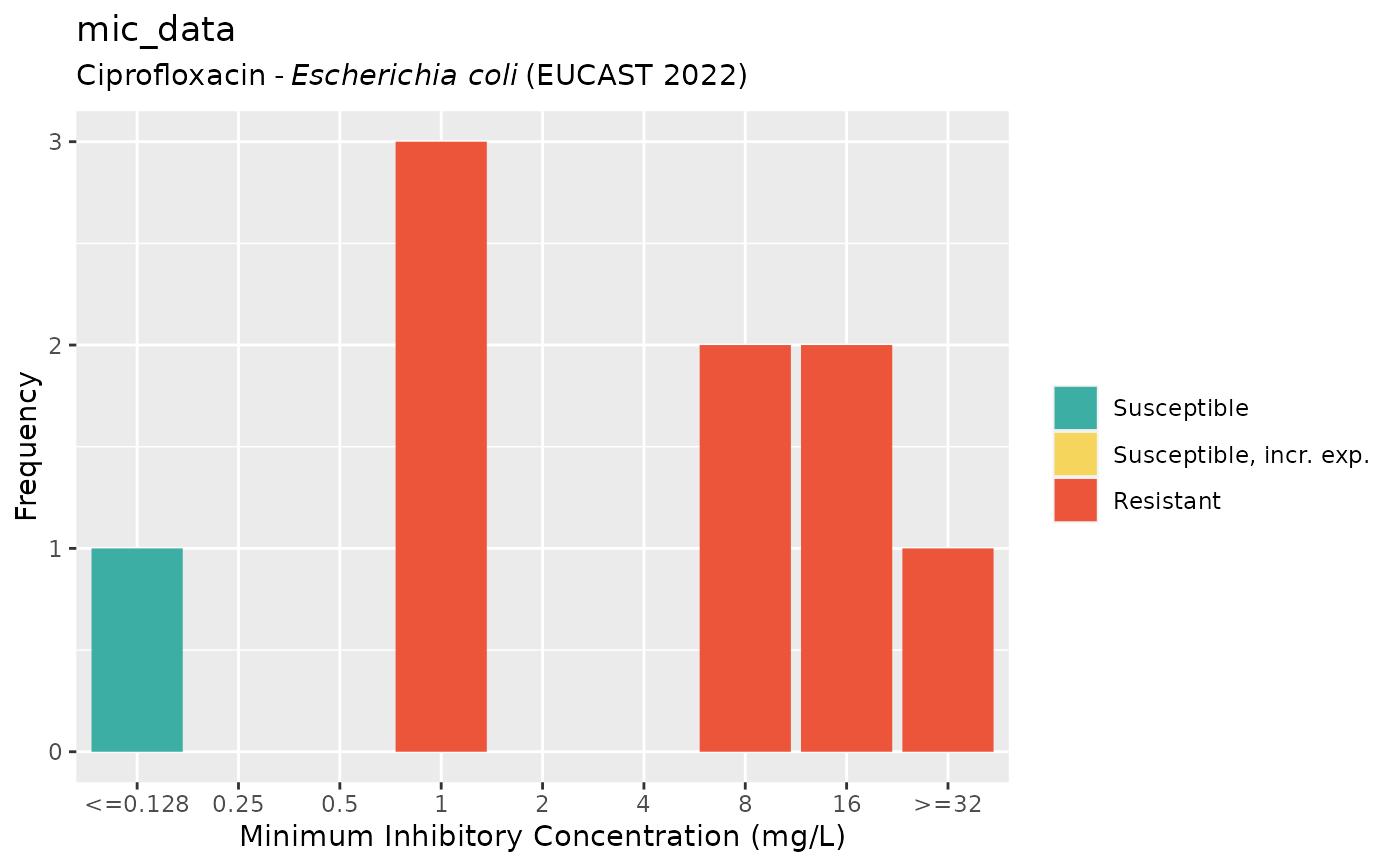 mic_data
Ciprofloxacin - Escherichia coli (EUCAST 2022)
3
2
1
0
Frequency
<=0.128 0.25 0.5 1 2 4 8 16 >=32
Minimum Inhibitory Concentration (mg/L)
Susceptible
Susceptible, incr. exp.
Resistant